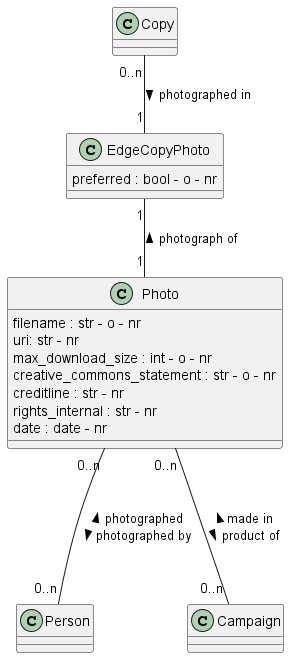 C Copy
0..n
photographed in
1
C EdgeCopyPhoto
preferred : bool - o - nr
1
photograph of
1
C Photo
filename : str - o - nr
uri: str - nr
max_download_size : int - o - nr
creative_commons_statement : str - o - nr
creditline : str - nr
rights_internal : str - nr
date : date - nr
0..n 0..n
photographed made in
photographed by product of
0..n 0..n
C Person C Campaign